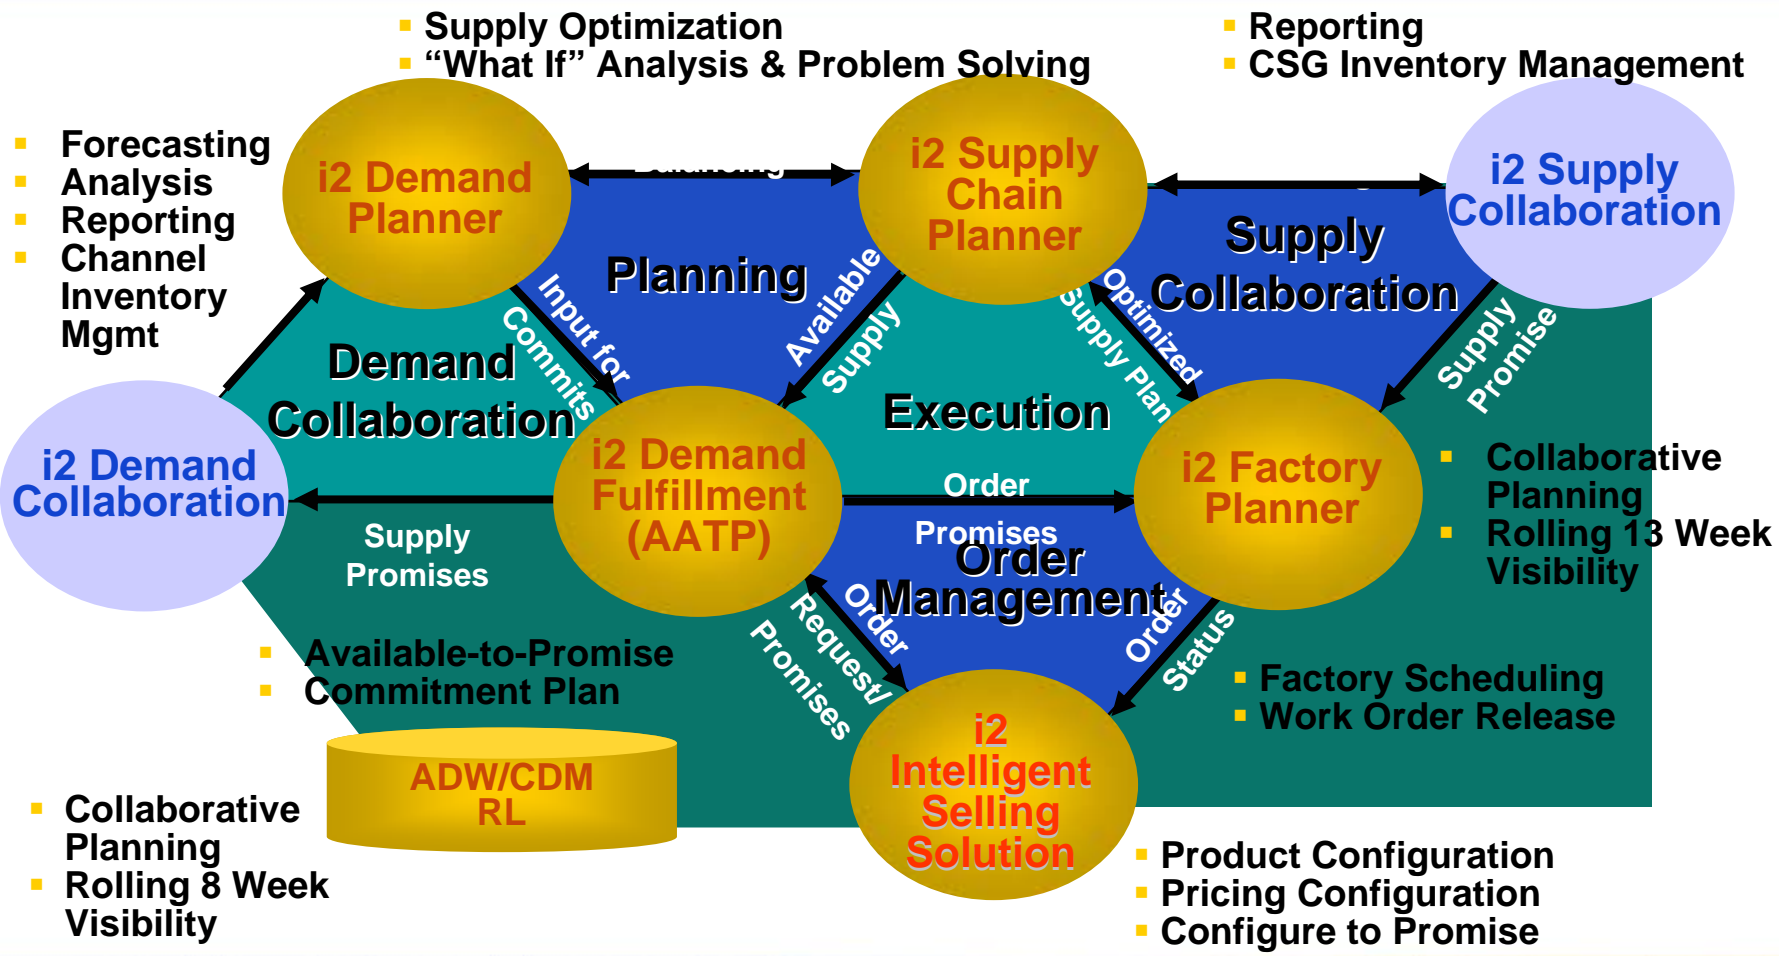 Supply Optimization
“What If” Analysis & Problem Solving
Reporting
CSG Inventory Management
Forecasting
Analysis
Reporting
Channel
Inventory
Mgmt
i2 Demand
Planner
i2 Supply
Chain
Planner
i2 Supply
Collaboration
Planning
Supply
Collaboration
Input for
Commits
Available
Supply
Optimized
Supply Plan
Supply
Promise
Demand
Collaboration
Execution
i2 Demand
Collaboration
i2 Demand
Fulfillment
(AATP)
Order
Promises
i2 Factory
Planner
Collaborative
Planning
Rolling 13 Week
Visibility
Supply
Promises
Order
Management
Order
Request/
Promises
Order
Status
Available-to-Promise
Commitment Plan
Factory Scheduling
Work Order Release
ADW/CDM
RL
i2
Intelligent
Selling
Solution
Collaborative
Planning
Rolling 8 Week
Visibility
Product Configuration
Pricing Configuration
Configure to Promise